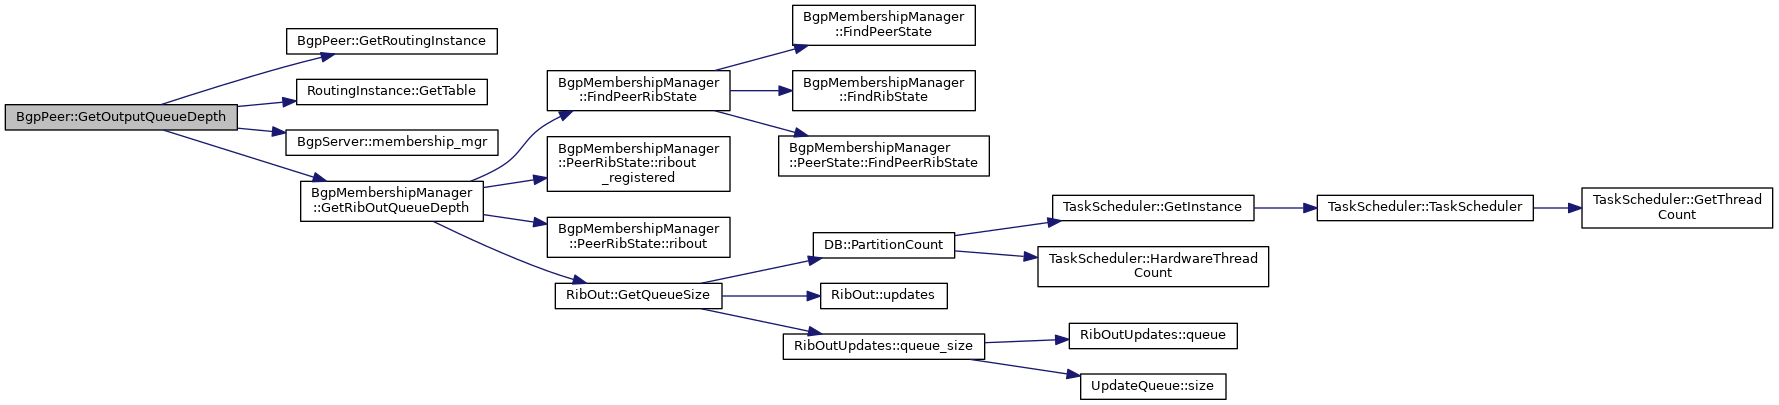 BgpPeer::GetOutputQueueDepth
BgpPeer::GetRoutingInstance
RoutingInstance::GetTable
BgpServer::membership_mgr
BgpMembershipManager
::GetRibOutQueueDepth
BgpMembershipManager
::FindPeerRibState
BgpMembershipManager
::FindPeerState
BgpMembershipManager
::FindRibState
BgpMembershipManager
::PeerState::FindPeerRibState
BgpMembershipManager
::PeerRibState::ribout
_registered
BgpMembershipManager
::PeerRibState::ribout
RibOut::GetQueueSize
DB::PartitionCount
TaskScheduler::GetInstance
TaskScheduler::TaskScheduler
TaskScheduler::GetThread
Count
TaskScheduler::HardwareThread
Count
RibOut::updates
RibOutUpdates::queue_size
RibOutUpdates::queue
UpdateQueue::size